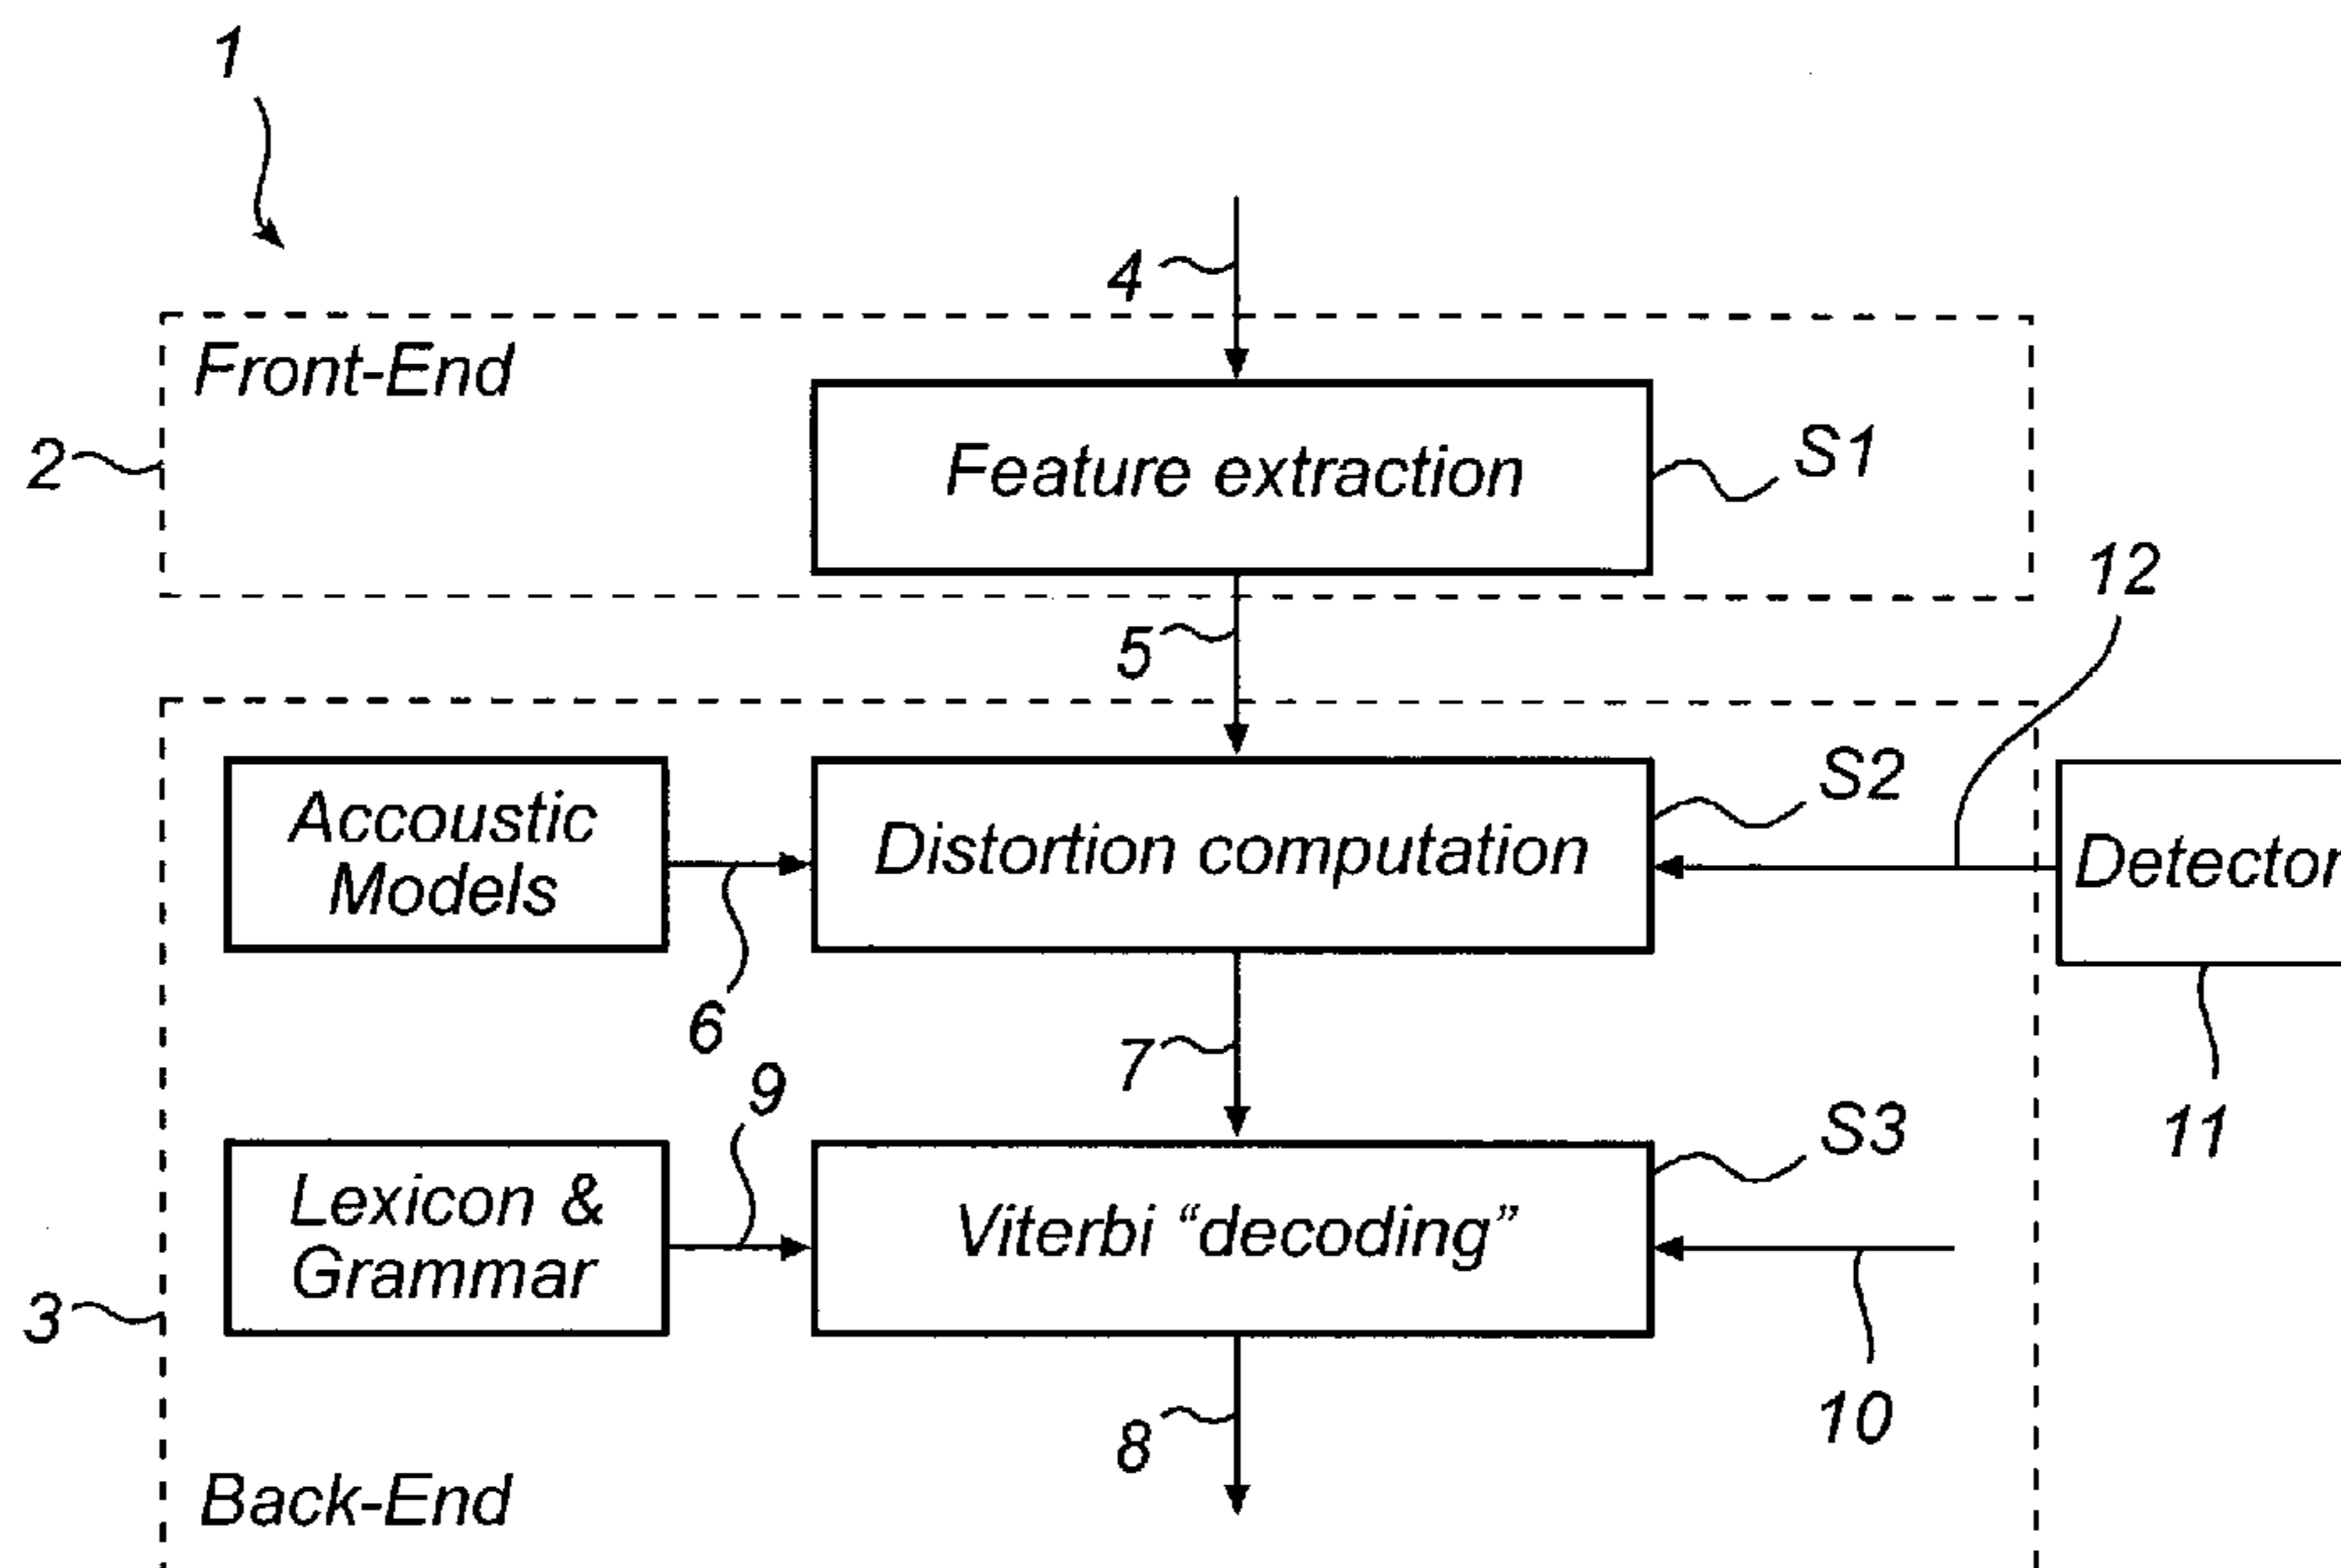 1
4
Front-End
2
Feature extraction
S1
12
5
Accoustic
Models
Distortion computation
S2
Detector
6
7
11
9
Lexicon &
Grammar
Viterbi “decoding”
S3
3
10
8
Back-End